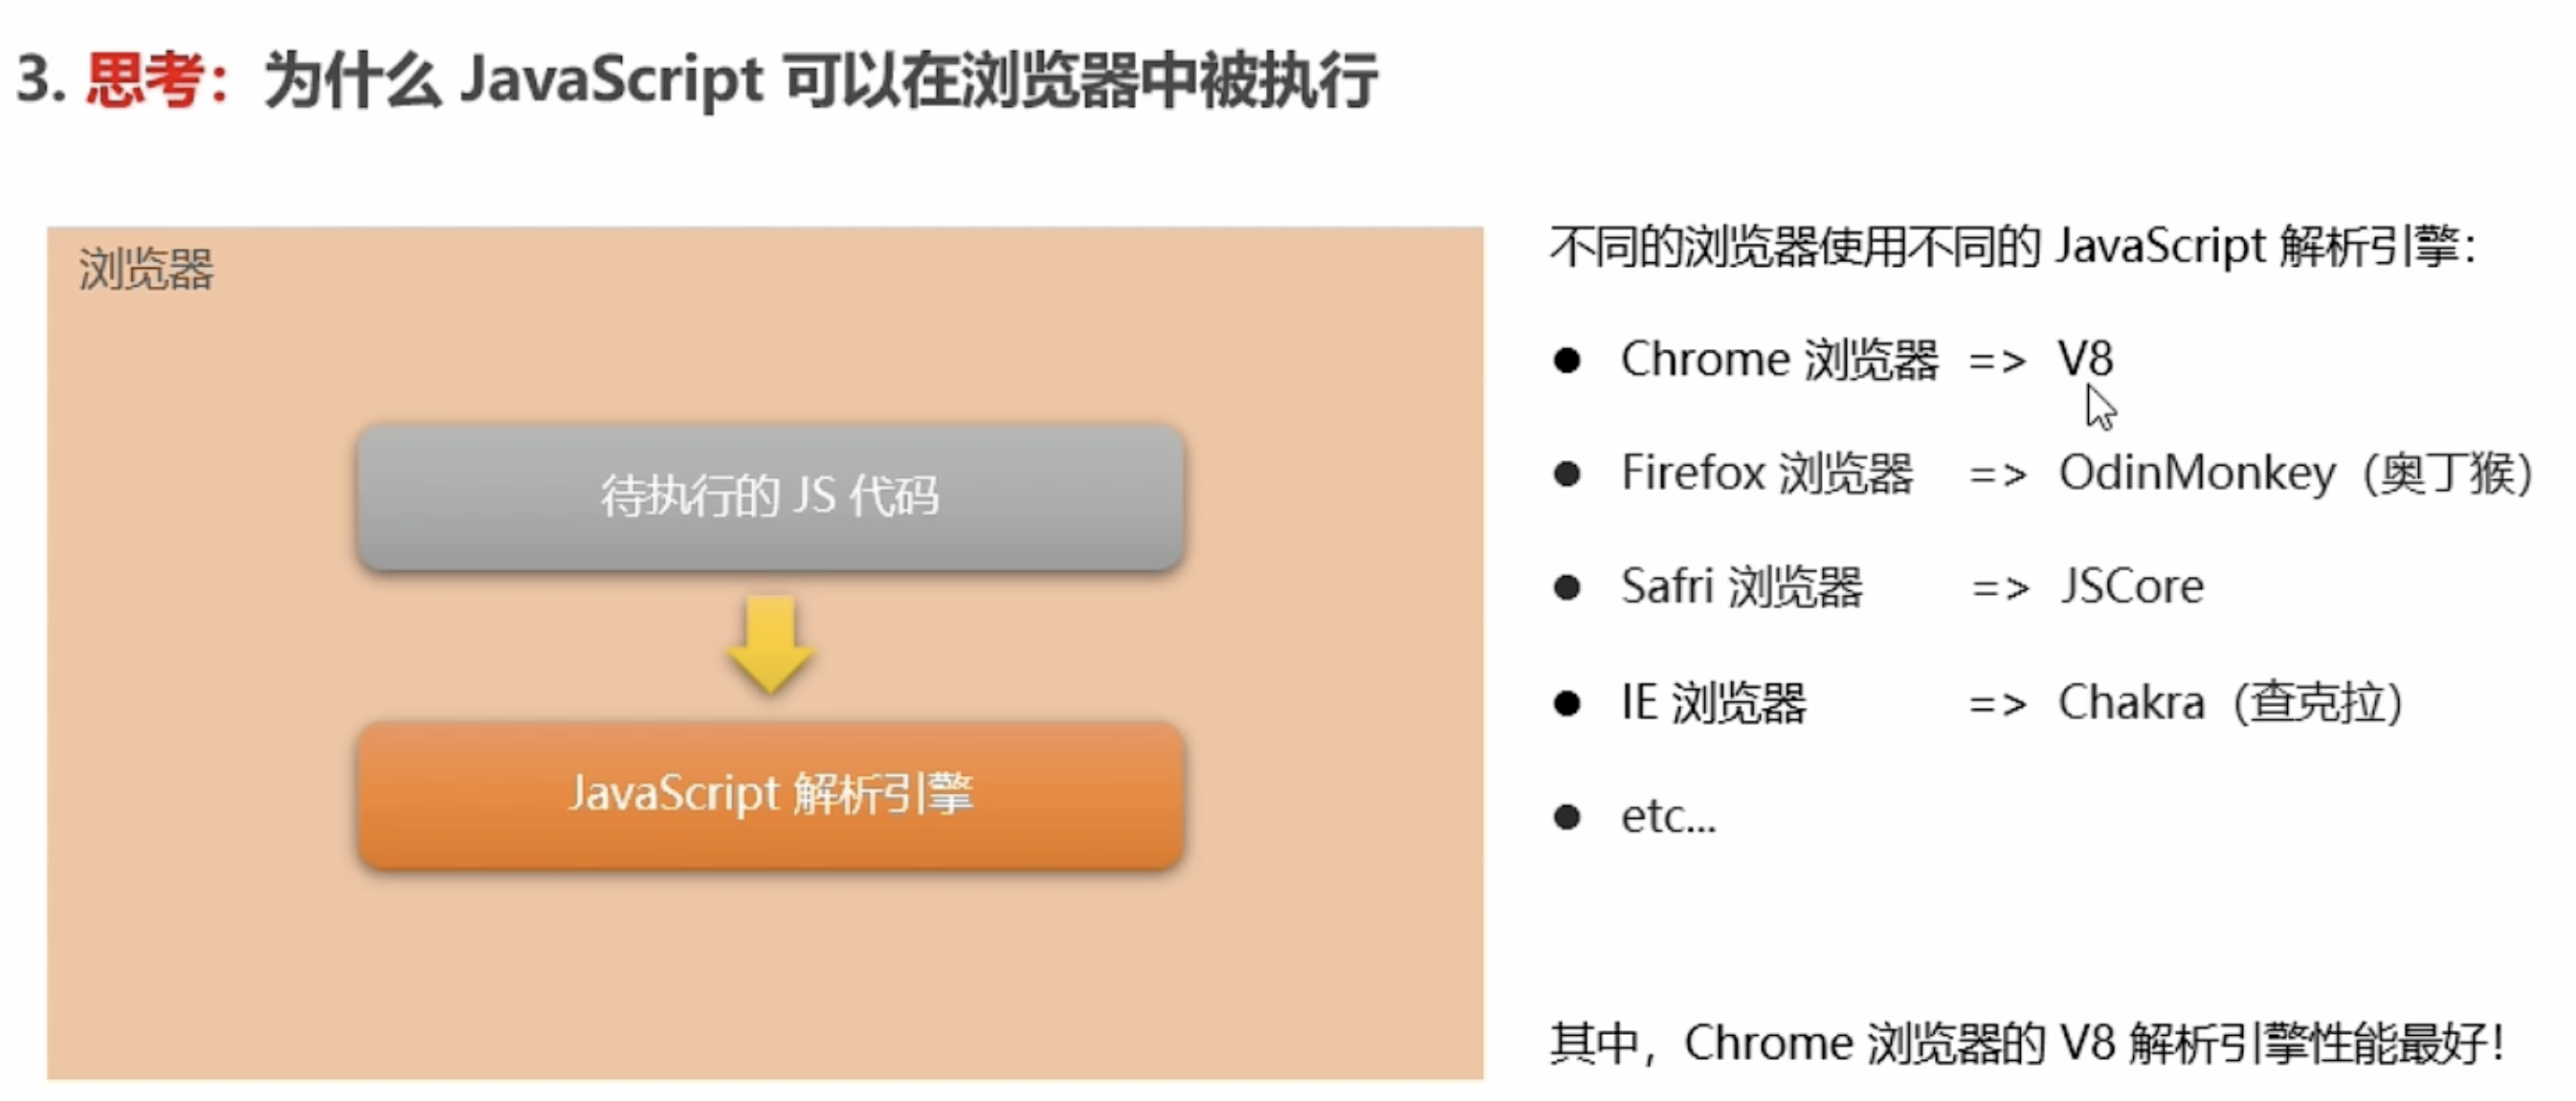 3. 思考：为什么 JavaScript 可以在浏览器中被执行
浏览器
待执行的 JS 代码
JavaScript 解析引擎
不同的浏览器使用不同的 JavaScript 解析引擎：
● Chrome 浏览器 => V8
● Firefox 浏览器 => OdinMonkey（奥丁猴）
● Safri 浏览器 => JSCore
● IE 浏览器 => Chakra（查克拉）
● etc...
其中，Chrome 浏览器的 V8 解析引擎性能最好！